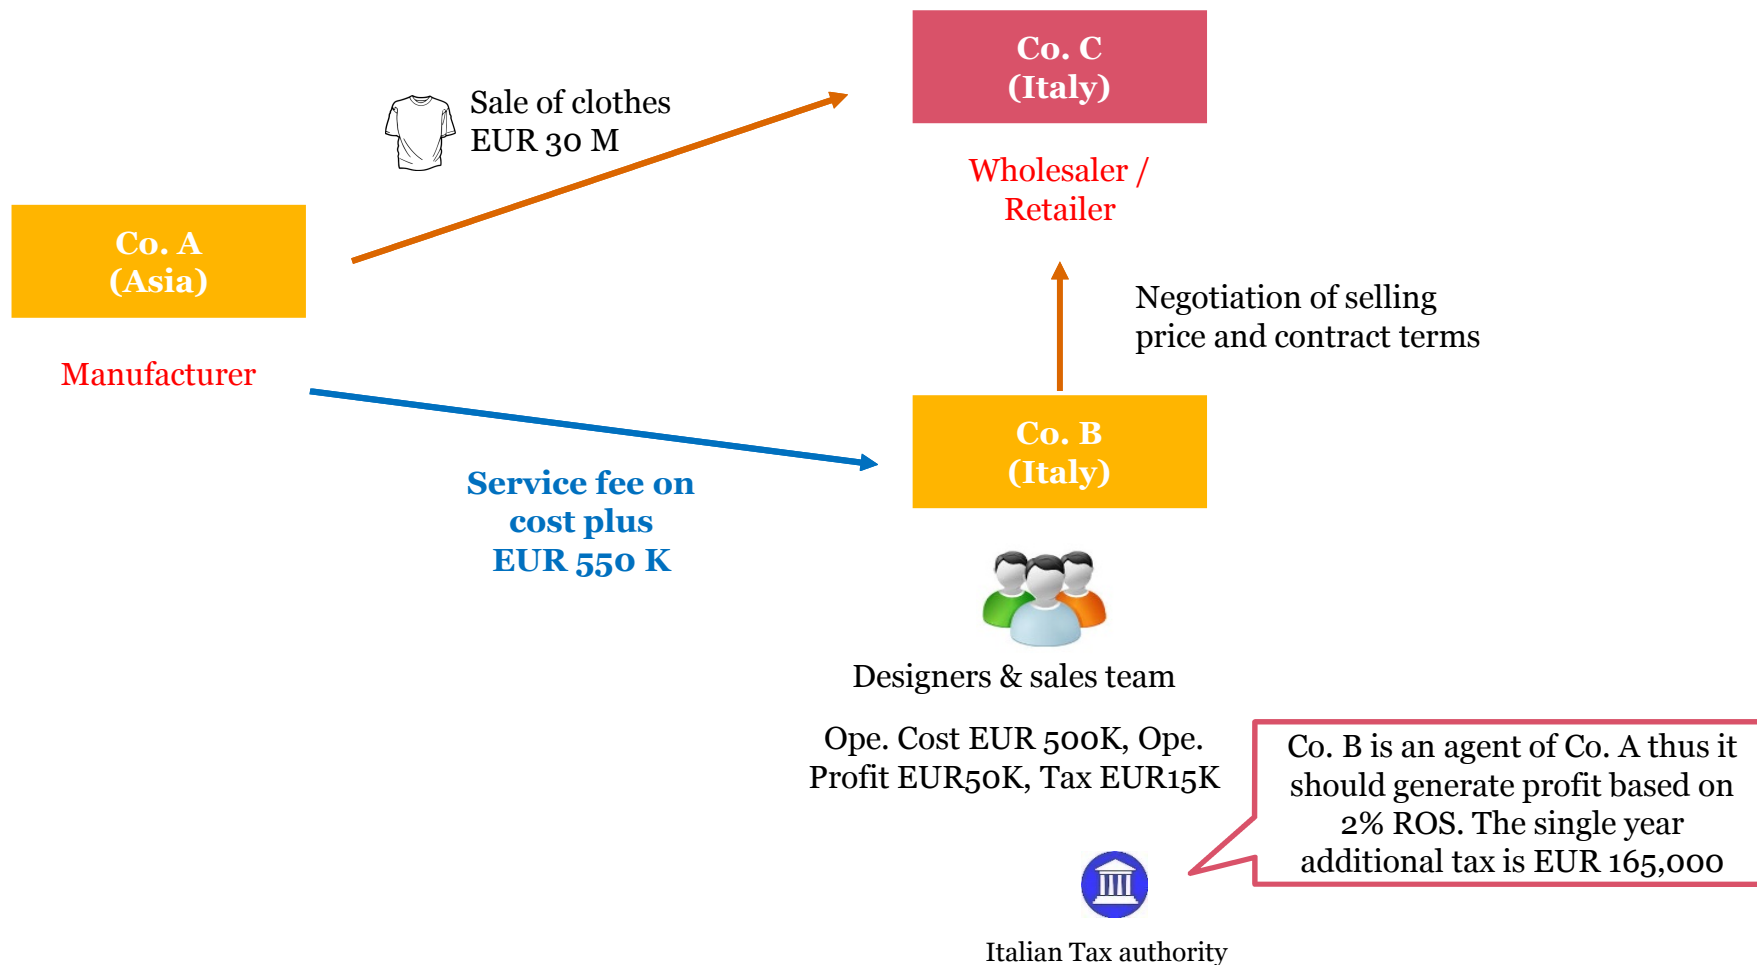 Co. C
(Italy)
Sale of clothes
EUR 30 M
Wholesaler /
Retailer
Co. A
(Asia)
Manufacturer
Negotiation of selling
price and contract terms
Service fee on
cost plus
EUR 550 K
Co. B
(Italy)
Designers & sales team
Ope. Cost EUR 500K, Ope.
Profit EUR50K, Tax EUR15K
Co. B is an agent of Co. A thus it
should generate profit based on
2% ROS. The single year
additional tax is EUR 165,000
Italian Tax authority